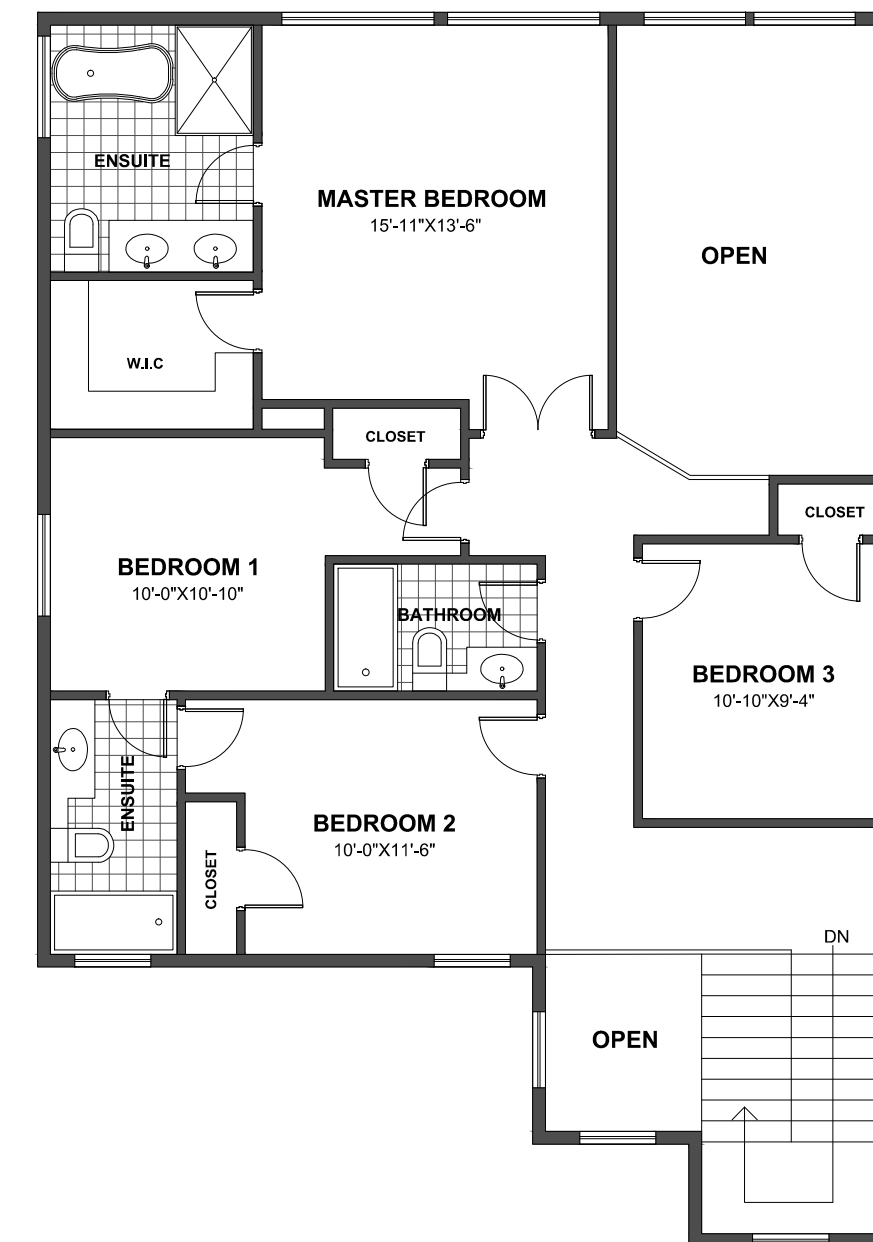 ENSUITE
MASTER BEDROOM
15'-11"X13'-6"
OPEN
W.I.C
CLOSET
CLOSET
BEDROOM 1
10'-0"X10'-10"
BATHROOM
BEDROOM 3
10'-10"X9'-4"
ENSUITE
BEDROOM 2
10'-0"X11'-6"
CLOSET
DN
OPEN